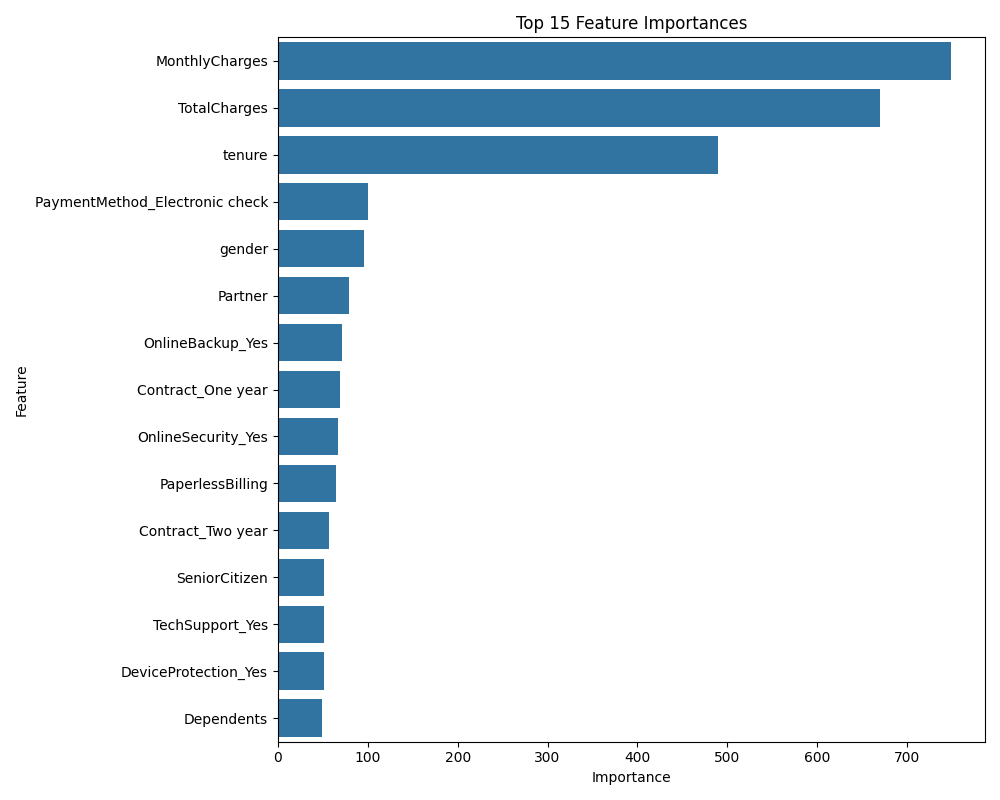 Top 15 Feature Importances
MonthlyCharges
TotalCharges
tenure
PaymentMethod_Electronic check
gender
Partner
OnlineBackup_Yes
Contract_One year
OnlineSecurity_Yes
PaperlessBilling
Contract_Two year
SeniorCitizen
TechSupport_Yes
DeviceProtection_Yes
Dependents
Feature
0 100 200 300 400 500 600 700
Importance